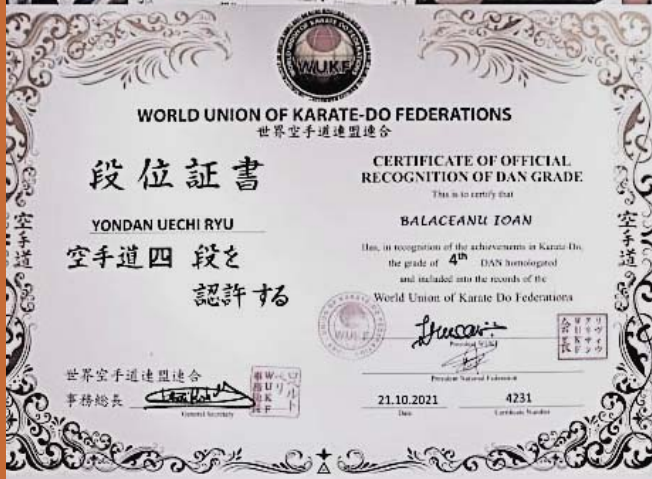 WUKF
WORLD UNION OF KARATE-DO FEDERATIONS
世界空手道連盟連合
段位証書
YONDAN UECHI RYU
空手道四 段を
認許する
世界空手道連盟連合
事務総長
General Secretary
CERTIFICATE OF OFFICIAL
RECOGNITION OF DAN GRADE
This is to certify that
BALACEANU IOAN
Has, in recognition of the achievements in Karate-Do,
the grade of 4th DAN homologated
and included into the records of the
World Union of Karate Do Federations
WUKF
President WUKF
President National Federation
21.10.2021
Date
4231
Certificate Number
空手道
空手道